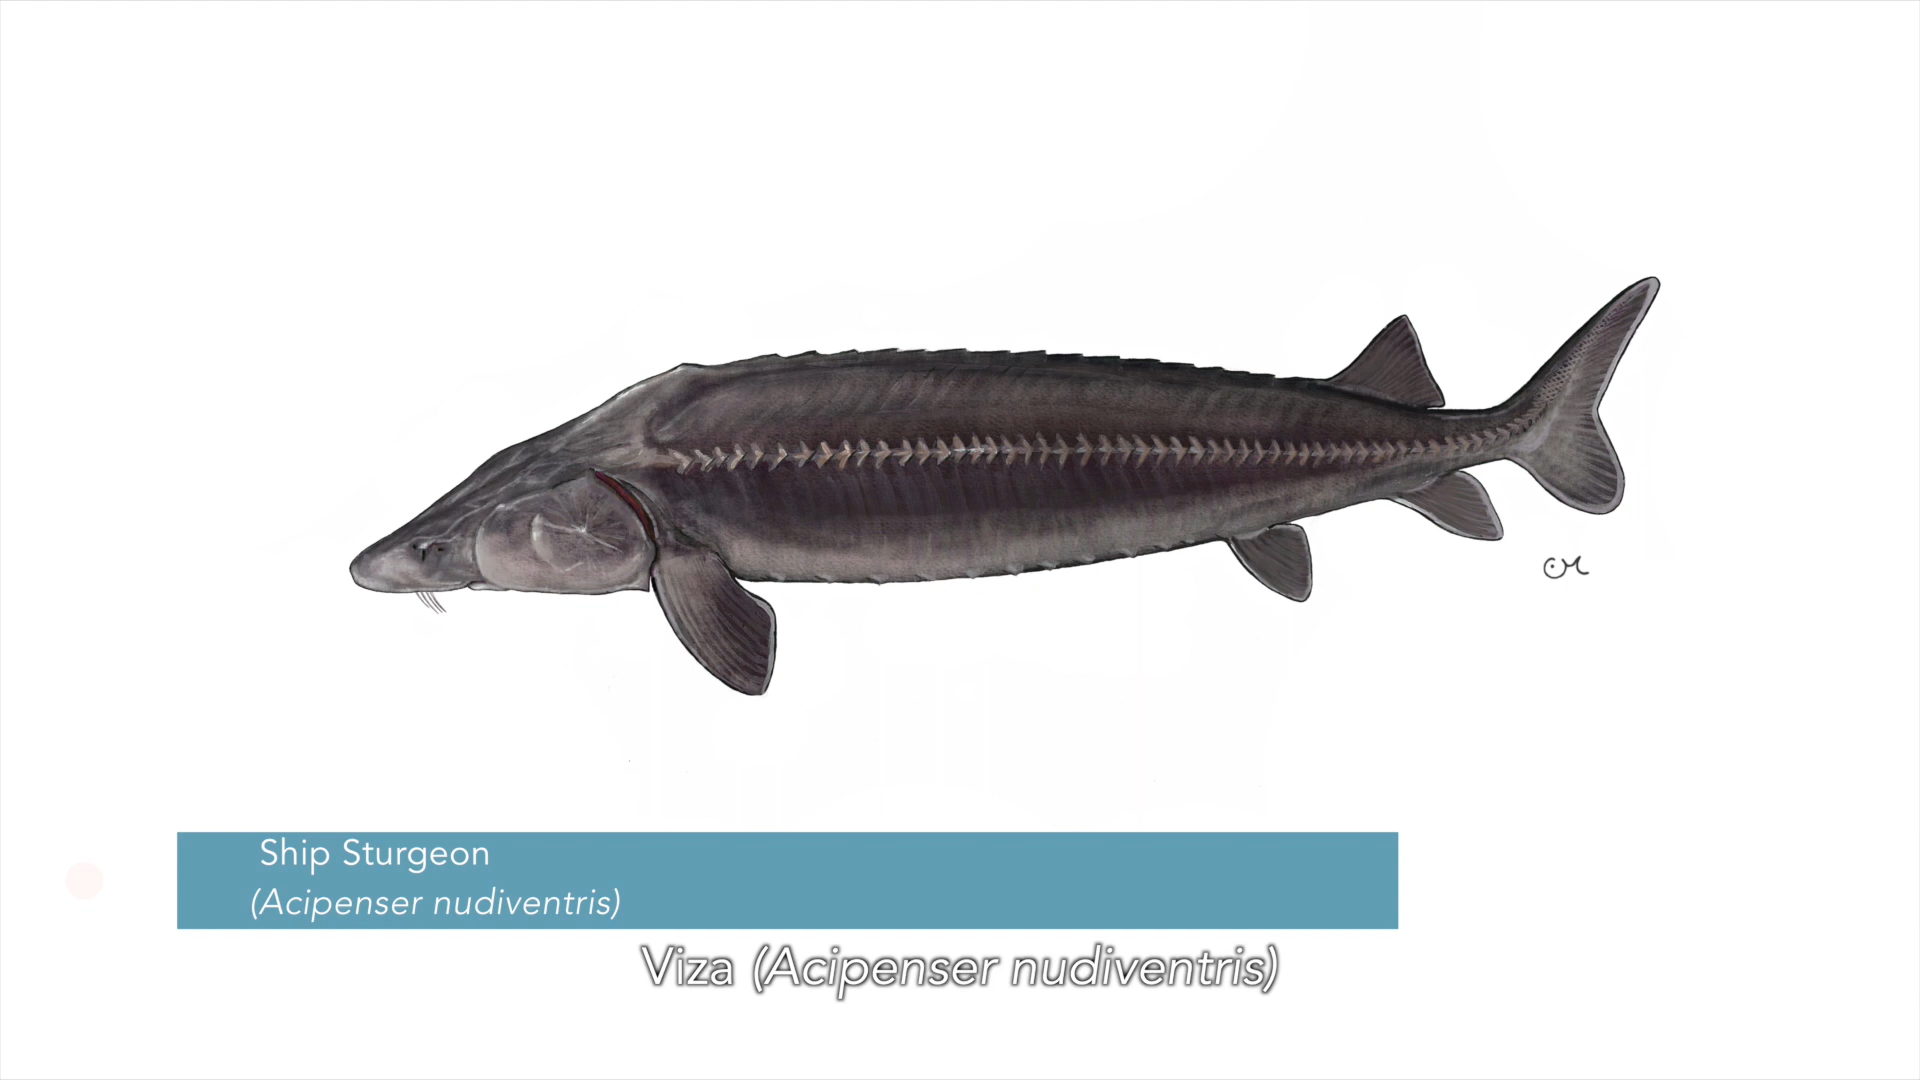 Ship Sturgeon
(Acipenser nudiventris)
Viza (Acipenser nudiventris)